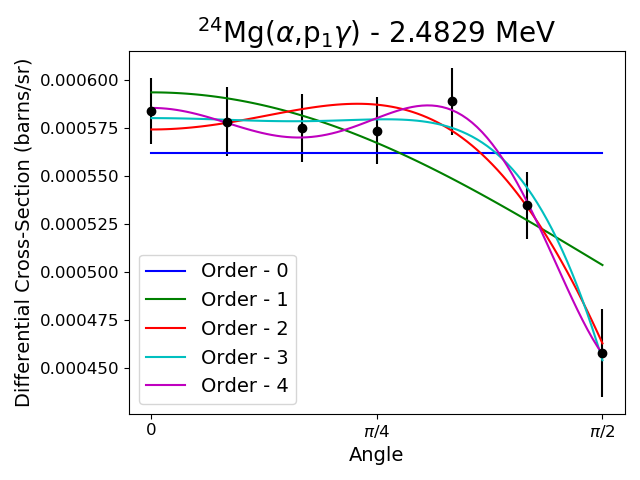 ²⁴Mg(α,p₁γ) - 2.4829 MeV
Differential Cross-Section (barns/sr)
0.000600
0.000575
0.000550
0.000525
0.000500
0.000475
0.000450
Order - 0
Order - 1
Order - 2
Order - 3
Order - 4
0 π/4 π/2
Angle